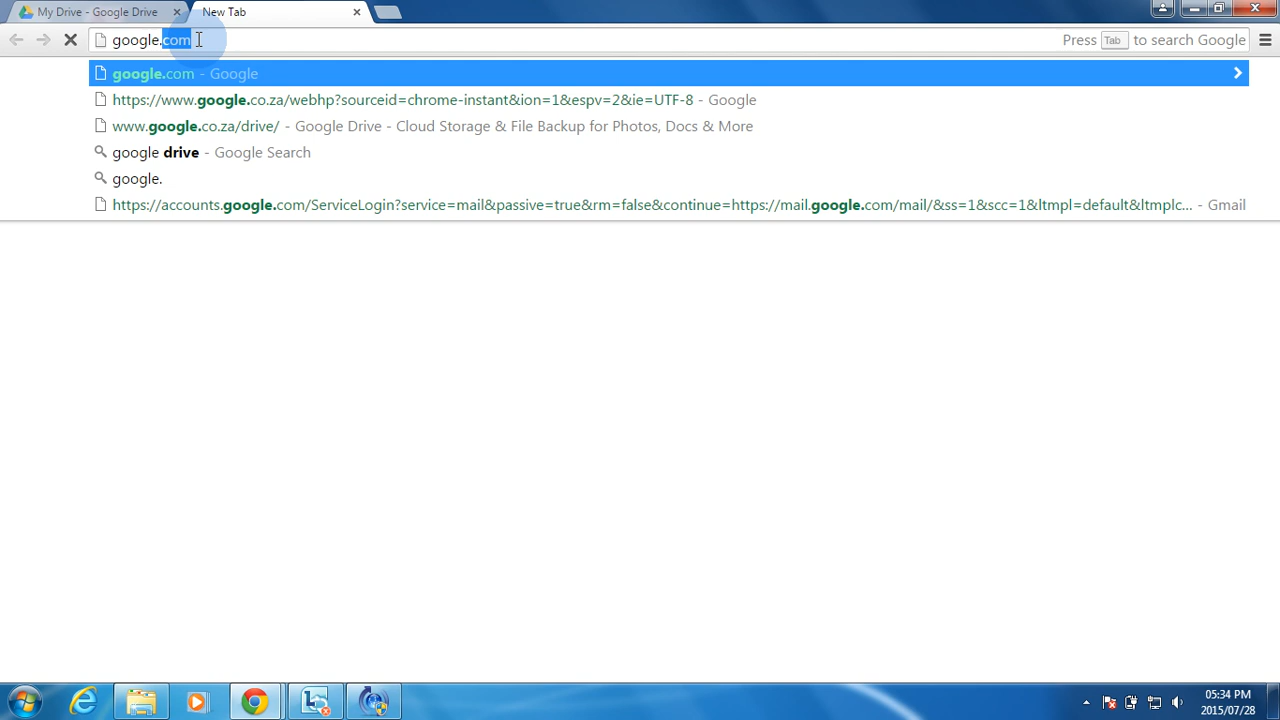 My Drive - Google Drive
New Tab
google.com
Press Tab to search Google
google.com - Google
https://www.google.co.za/webhp?sourceid=chrome-instant&ion=1&espv=2&ie=UTF-8 - Google
www.google.co.za/drive/ - Google Drive - Cloud Storage & File Backup for Photos, Docs & More
google drive - Google Search
google.
https://accounts.google.com/ServiceLogin?service=mail&passive=true&rm=false&continue=https://mail.google.com/mail/&ss=1&scc=1&ltmpl=default&ltmplc... - Gmail
05:34 PM
2015/07/28